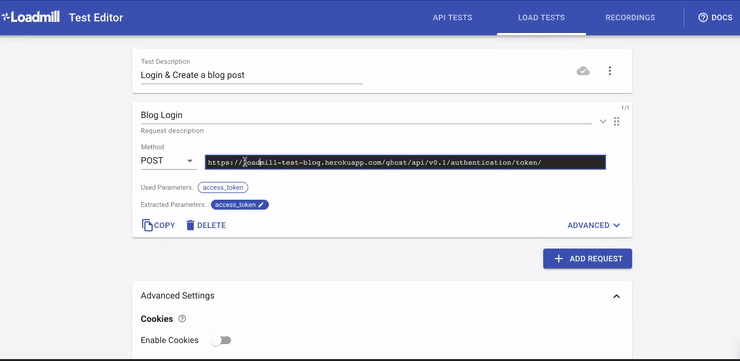 Loadmill Test Editor API TESTS LOAD TESTS RECORDINGS DOCS
Test Description
Login & Create a blog post
1/1
Blog Login
Request description
Method
POST https://loadmill-test-blog.herokuapp.com/ghost/api/v0.1/authentication/token/
Used Parameters: access_token
Extracted Parameters: access_token
COPY DELETE ADVANCED
ADD REQUEST
Advanced Settings
Cookies
Enable Cookies